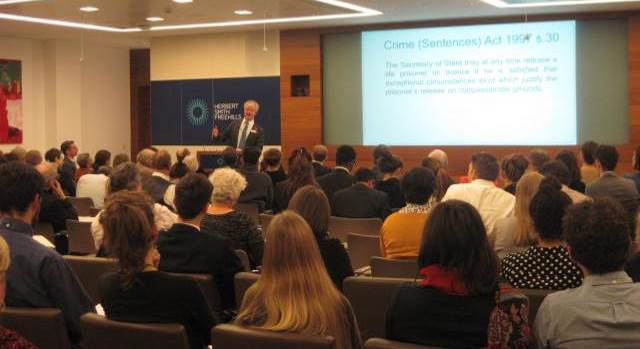 Crime (Sentences) Act 1997 s.30
The Secretary of State may at any time release a
life prisoner on licence if he is satisfied that
exceptional circumstances exist which justify the
prisoner's release on compassionate grounds.
HERBERT
SMITH
FREEHILLS